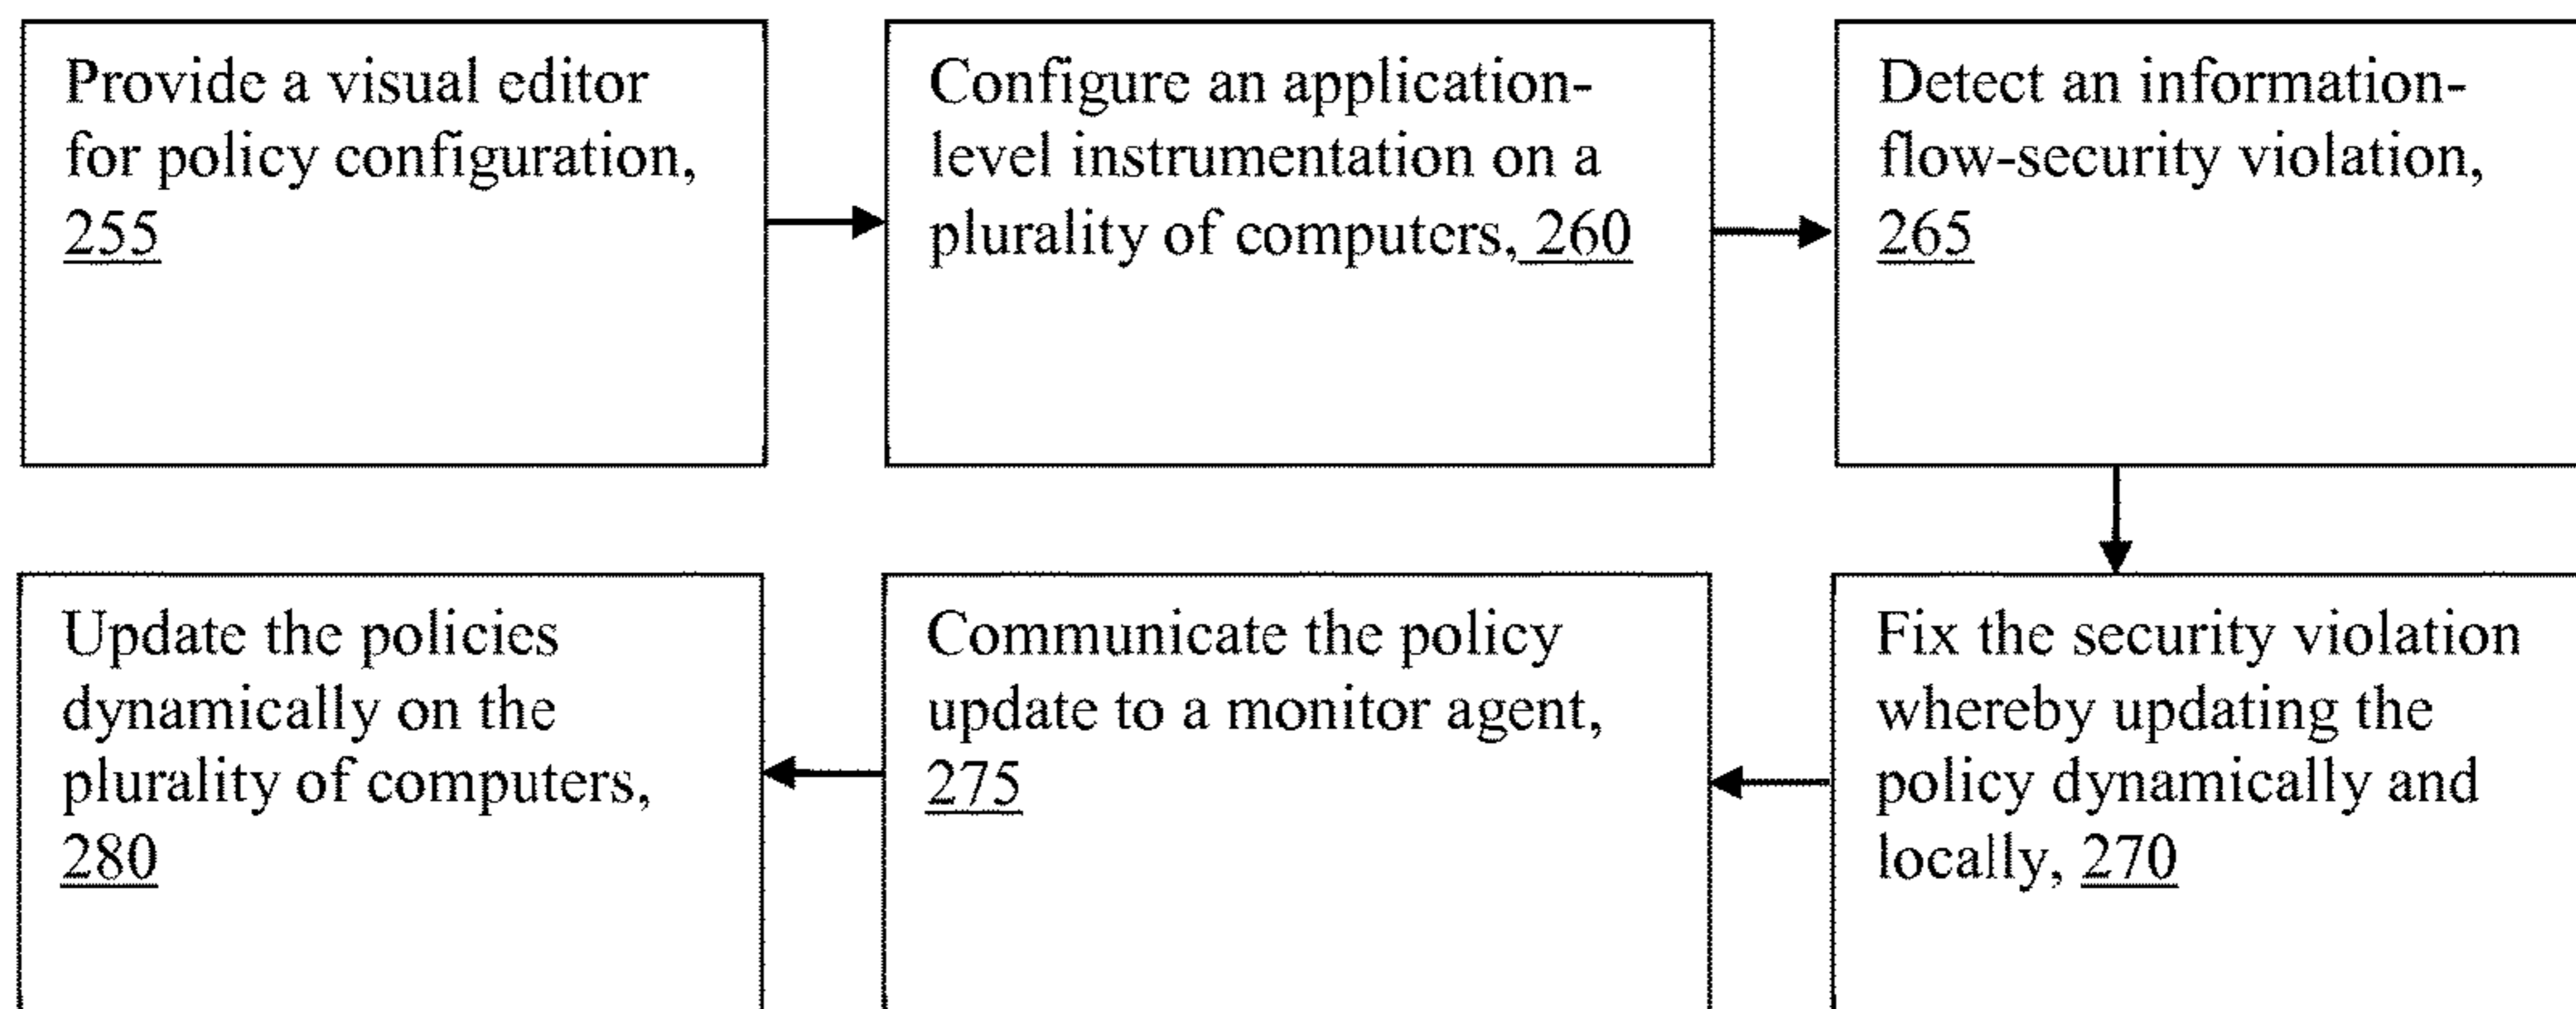 Provide a visual editor
for policy configuration,
255
Configure an application-
level instrumentation on a
plurality of computers, 260
Detect an information-
flow-security violation,
265
Fix the security violation
whereby updating the
policy dynamically and
locally, 270
Communicate the policy
update to a monitor agent,
275
Update the policies
dynamically on the
plurality of computers,
280